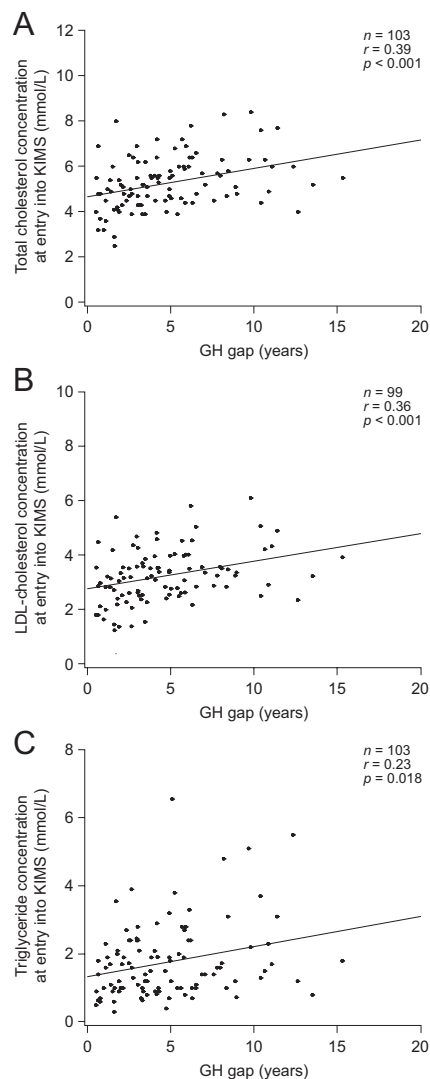 A
n = 103
r = 0.39
p < 0.001
Total cholesterol concentration
at entry into KIMS (mmol/L)
12
10
8
6
4
2
0
0 5 10 15 20
GH gap (years)
B
n = 99
r = 0.36
p < 0.001
LDL-cholesterol concentration
at entry into KIMS (mmol/L)
10
8
6
4
2
0
0 5 10 15 20
GH gap (years)
C
n = 103
r = 0.23
p = 0.018
Triglyceride concentration
at entry into KIMS (mmol/L)
8
6
4
2
0
0 5 10 15 20
GH gap (years)